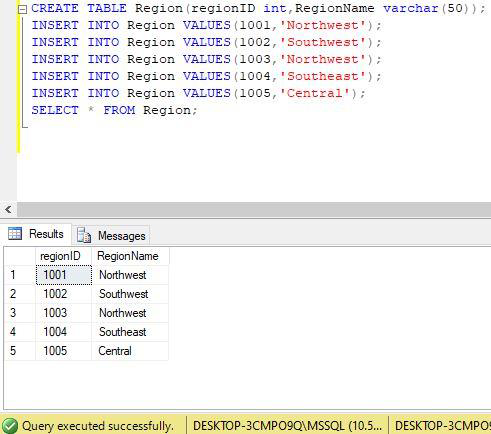 CREATE TABLE Region(regionID int,RegionName varchar(50));
INSERT INTO Region VALUES(1001,'Northwest');
INSERT INTO Region VALUES(1002,'Southwest');
INSERT INTO Region VALUES(1003,'Northwest');
INSERT INTO Region VALUES(1004,'Southeast');
INSERT INTO Region VALUES(1005,'Central');
SELECT * FROM Region;
Results Messages
regionID RegionName
1 1001 Northwest
2 1002 Southwest
3 1003 Northwest
4 1004 Southeast
5 1005 Central
Query executed successfully. DESKTOP-3CMPO9Q\MSSQL (10.5... DESKTOP-3CMPO9